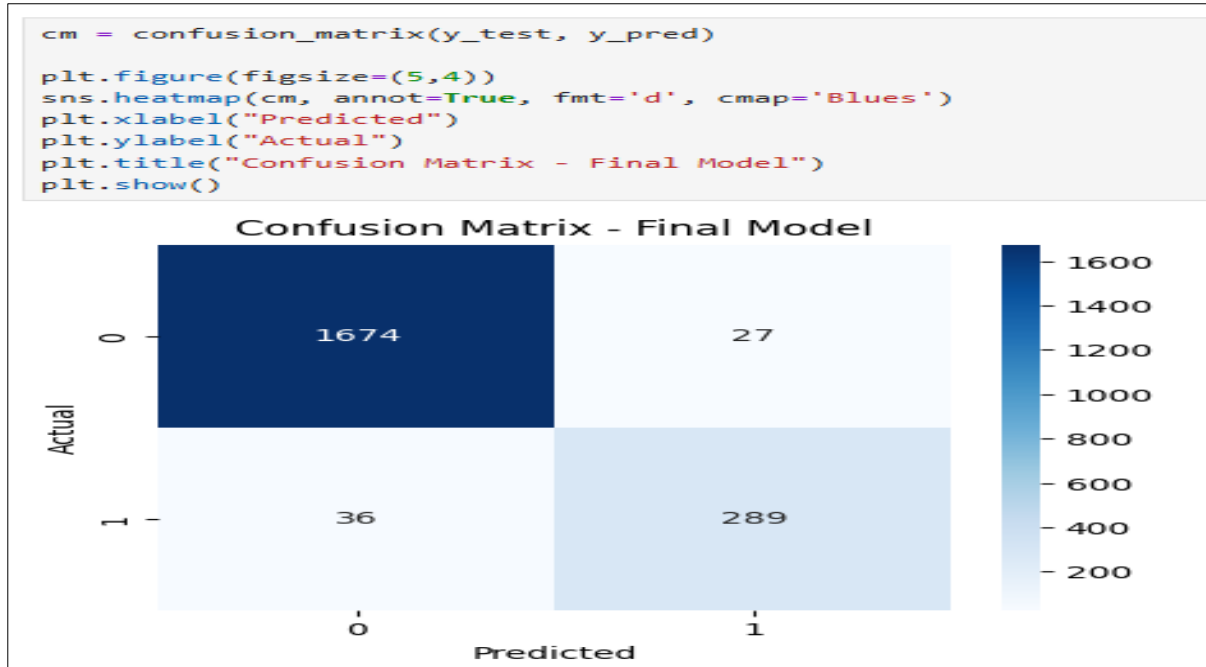 cm = confusion_matrix(y_test, y_pred)
plt.figure(figsize=(5,4))
sns.heatmap(cm, annot=True, fmt='d', cmap='Blues')
plt.xlabel("Predicted")
plt.ylabel("Actual")
plt.title("Confusion Matrix - Final Model")
plt.show()
Confusion Matrix - Final Model
1600
1400
1200
1000
800
600
400
200
Actual
0
1674
27
1
36
289
0
1
Predicted